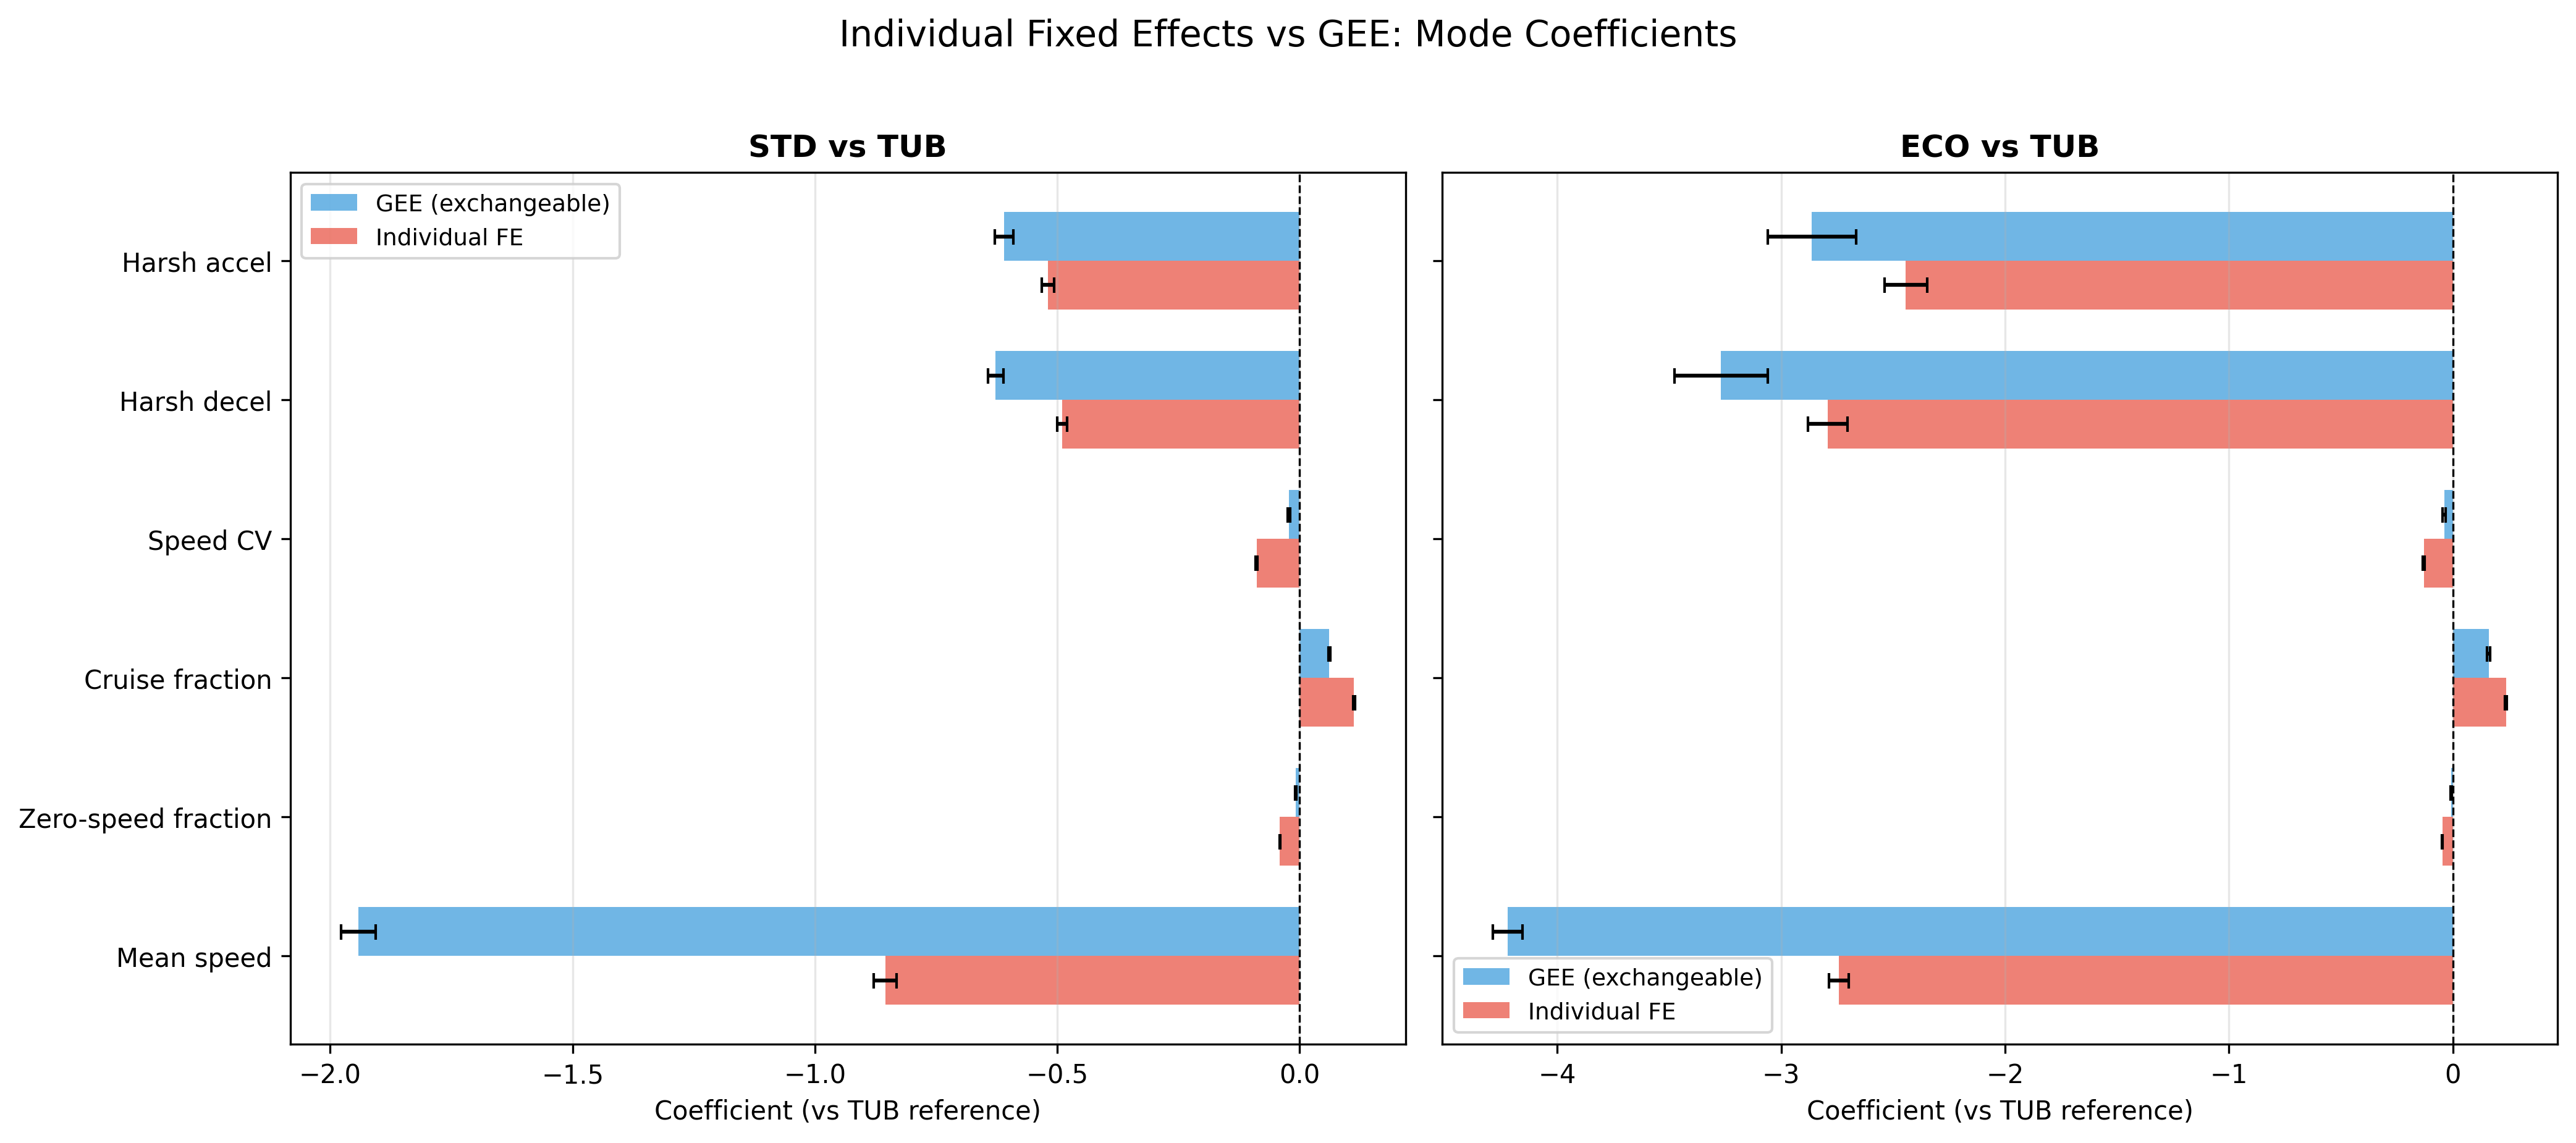 Individual Fixed Effects vs GEE: Mode Coefficients
STD vs TUB
GEE (exchangeable)
Individual FE
Harsh accel
Harsh decel
Speed CV
Cruise fraction
Zero-speed fraction
Mean speed
−2.0 −1.5 −1.0 −0.5 0.0
Coefficient (vs TUB reference)
ECO vs TUB
GEE (exchangeable)
Individual FE
−4 −3 −2 −1 0
Coefficient (vs TUB reference)